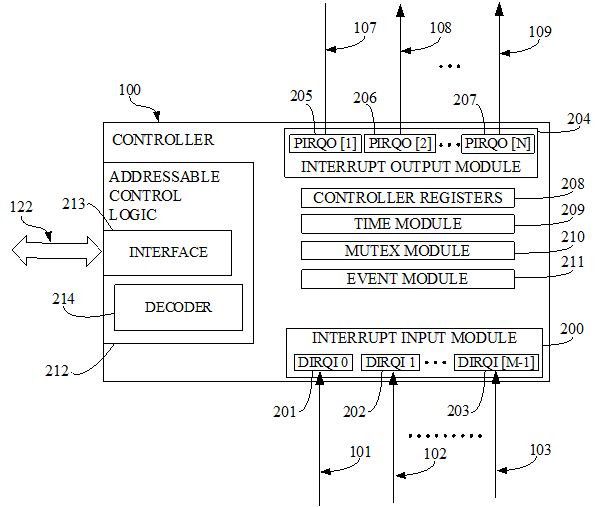 107
108
109
100
205
206
207
204
CONTROLLER
PIRQO [1]
PIRQO [2]
PIRQO [N]
INTERRUPT OUTPUT MODULE
ADDRESSABLE
CONTROL
LOGIC
CONTROLLER REGISTERS
208
TIME MODULE
209
122
213
MUTEX MODULE
210
INTERFACE
EVENT MODULE
211
214
DECODER
INTERRUPT INPUT MODULE
200
DIRQI 0
DIRQI 1
DIRQI [M-1]
212
201
202
203
101
102
103